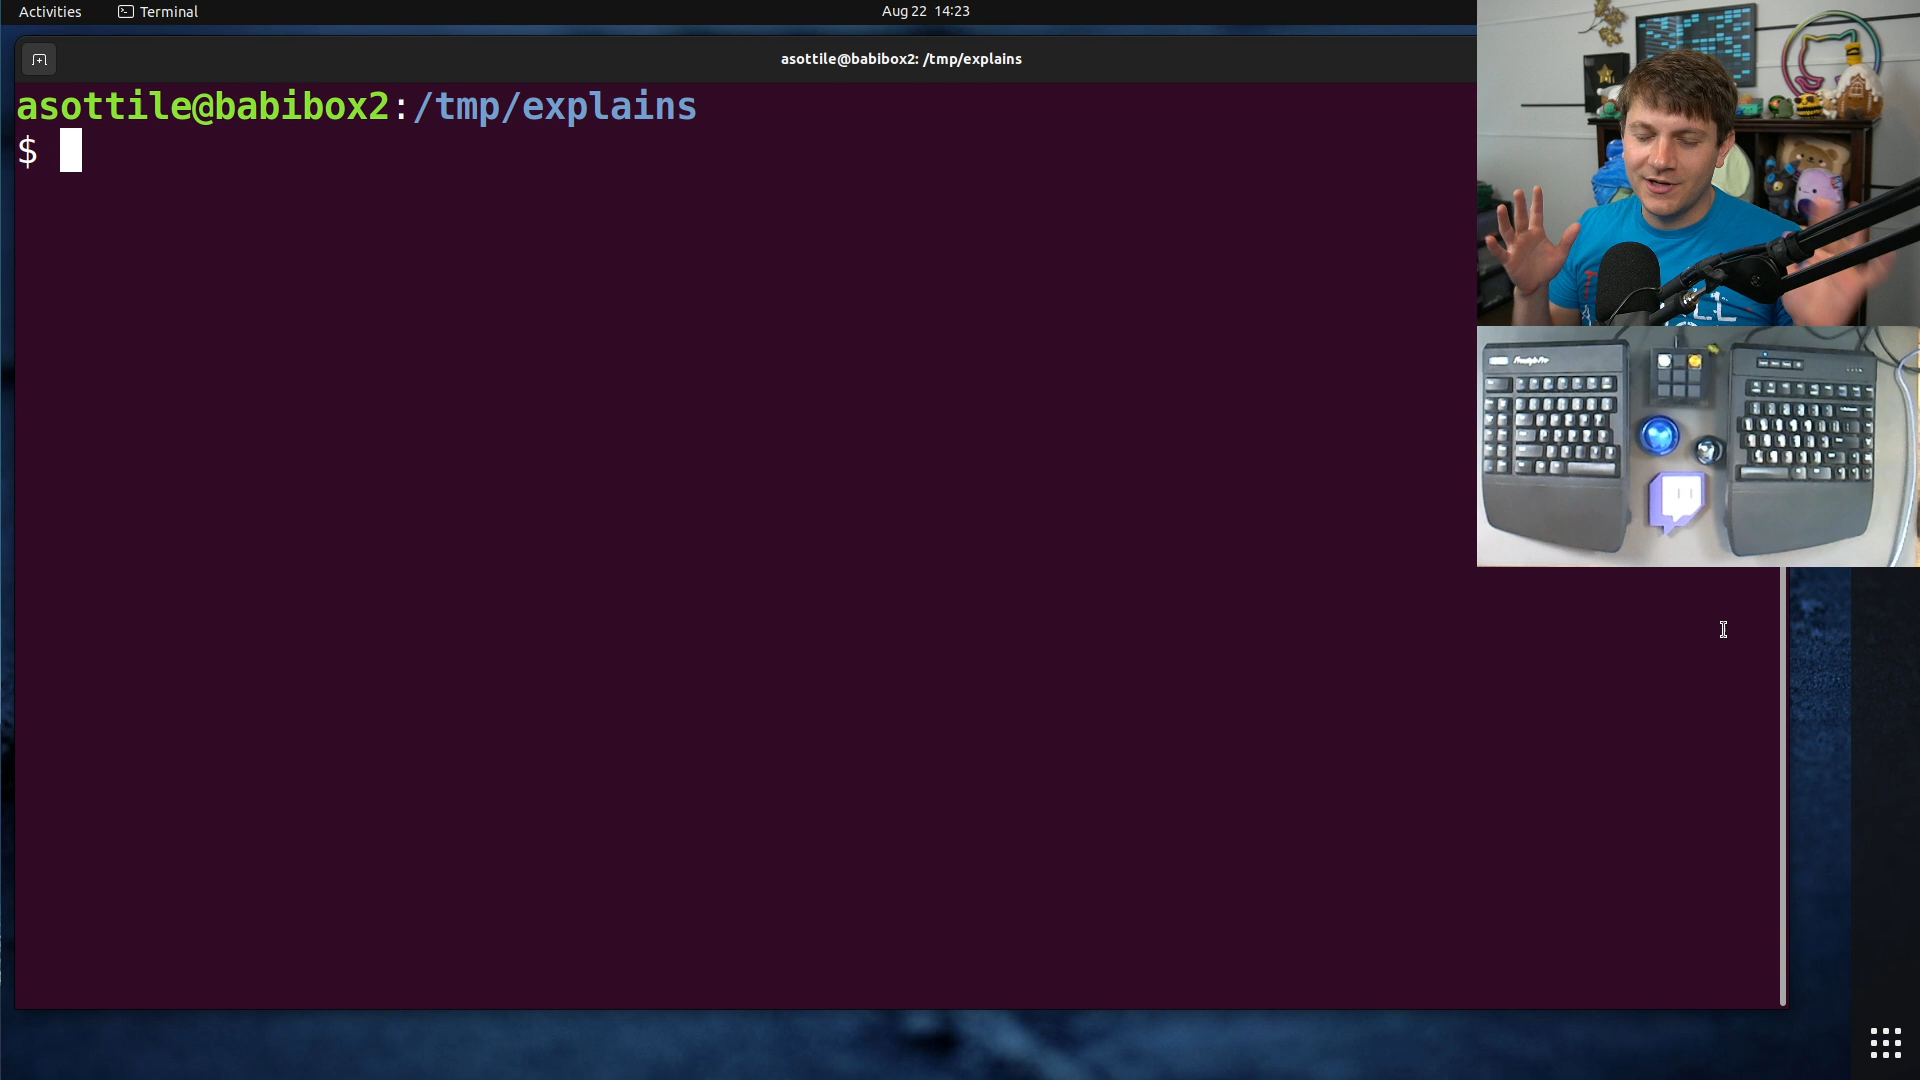 Activities
Terminal
Aug 22 14:23
asottile@babibox2: /tmp/explains
asottile@babibox2:/tmp/explains
$